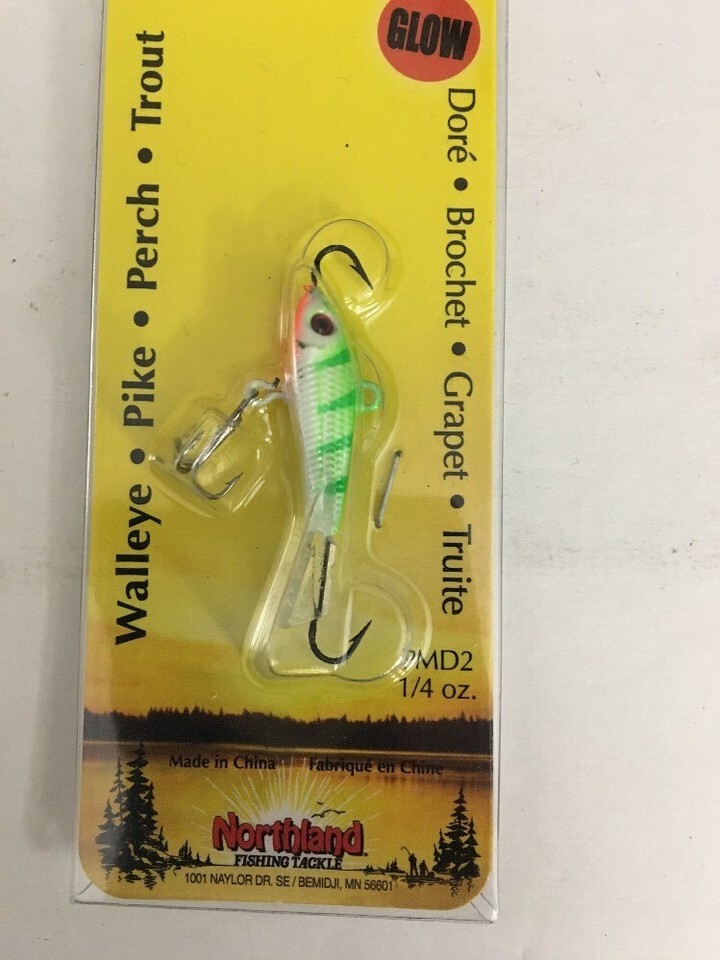 GLOW
Walleye • Pike • Perch • Trout
Doré • Brochet • Grapet • Truite
PMD2
1/4 oz.
Made in China Fabriqué en Chine
Northland
FISHING TACKLE
1001 NAYLOR DR. SE / BEMIDJI, MN 56601